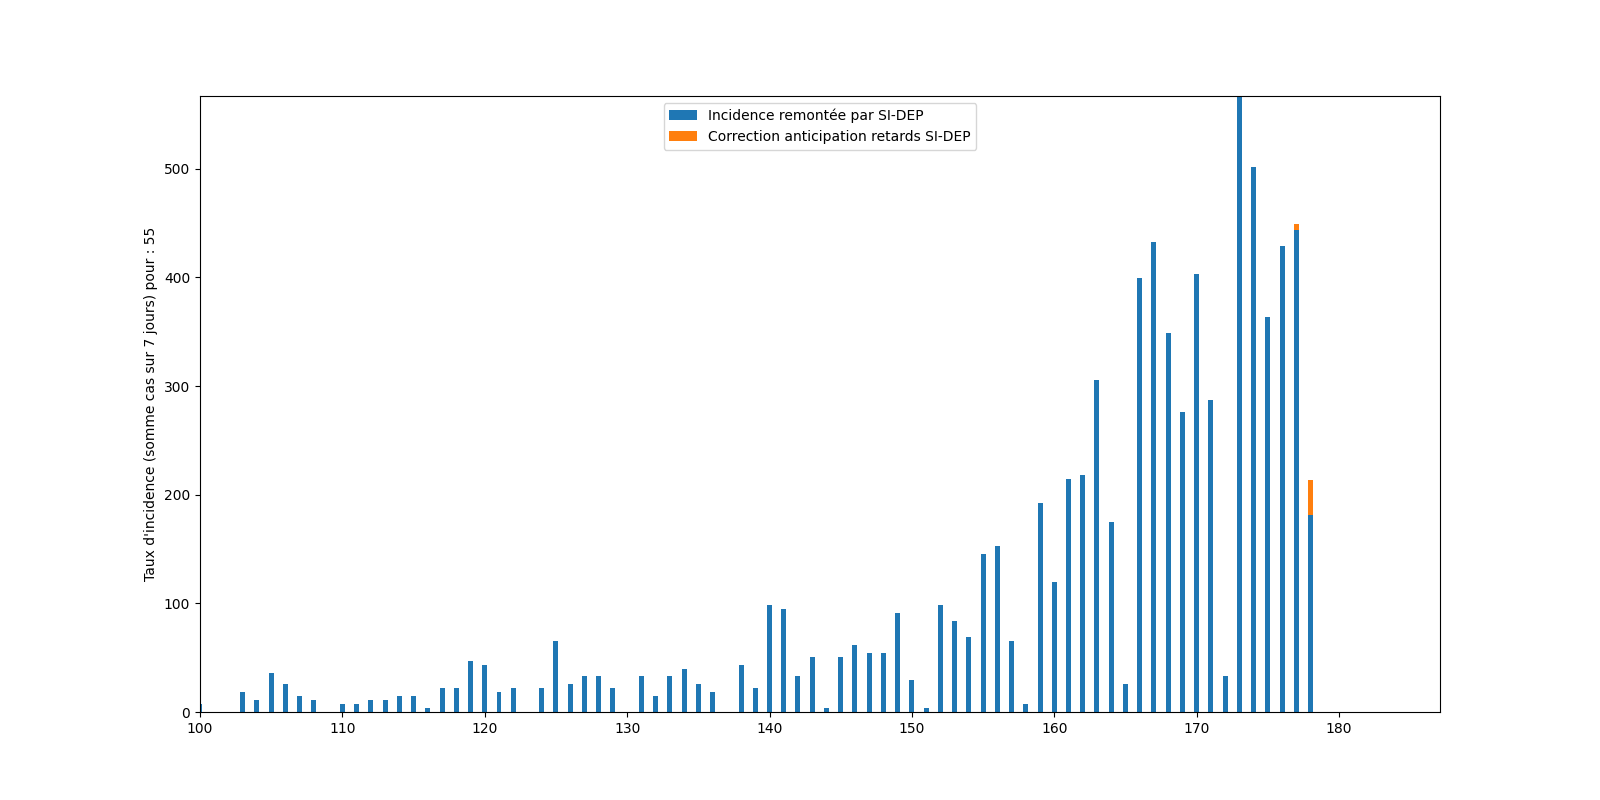 Incidence remontée par SI-DEP
Correction anticipation retards SI-DEP
Taux d'incidence (somme cas sur 7 jours) pour : 55
500
400
300
200
100
0
100 110 120 130 140 150 160 170 180